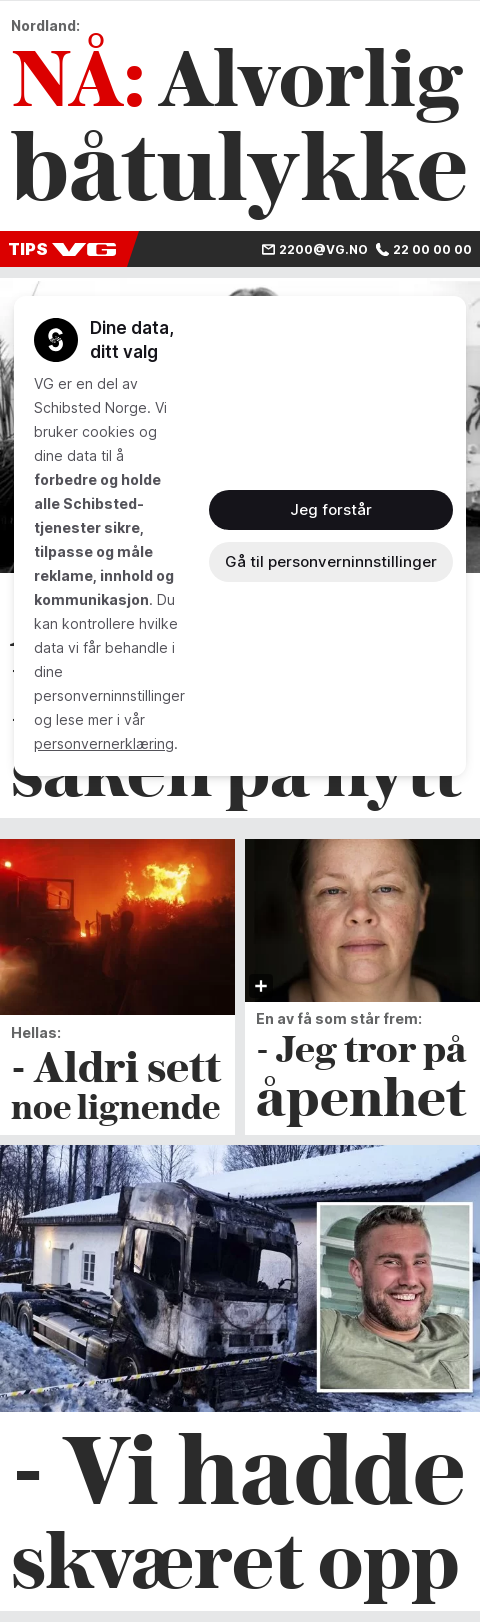 Nordland:
NÅ: Alvorlig
båtulykke
TIPS VG
2200@VG.NO 22 00 00 00
Dine data,
ditt valg
VG er en del av
Schibsted Norge. Vi
bruker cookies og
dine data til å
forbedre og holde
alle Schibsted-
tjenester sikre,
tilpasse og måle
reklame, innhold og
kommunikasjon. Du
kan kontrollere hvilke
data vi får behandle i
dine
personverninnstillinger
og lese mer i vår
personvernerklæring.
Jeg forstår
Gå til personverninnstillinger
saken på nytt
Hellas:
- Aldri sett
noe lignende
En av få som står frem:
- Jeg tror på
åpenhet
- Vi hadde
skværet opp